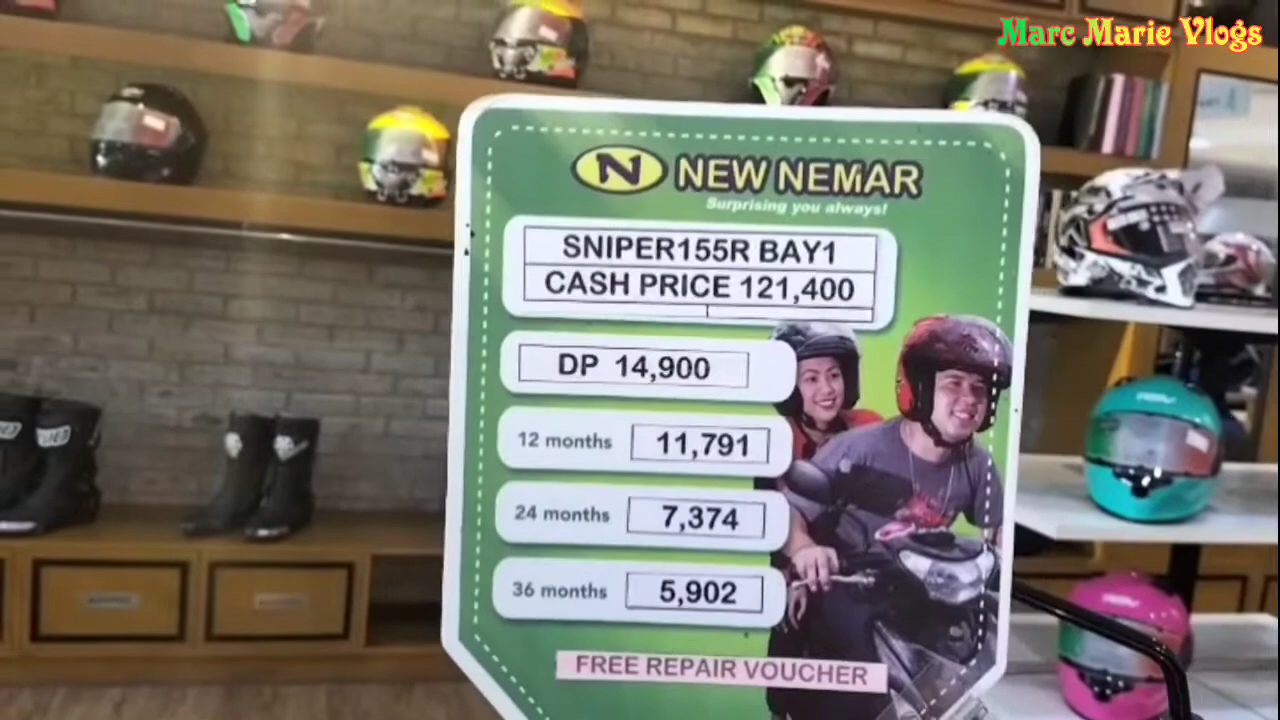 Marc Marie Vlogs
N NEW NEMAR
Surprising you always!
SNIPER155R BAY1
CASH PRICE 121,400
DP 14,900
12 months 11,791
24 months 7,374
36 months 5,902
FREE REPAIR VOUCHER